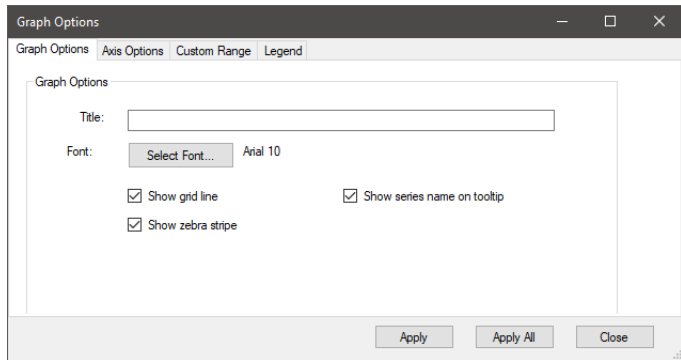 Graph Options
Graph Options Axis Options Custom Range Legend
Graph Options
Title:
Font: Select Font... Arial 10
Show grid line Show series name on tooltip
Show zebra stripe
Apply Apply All Close